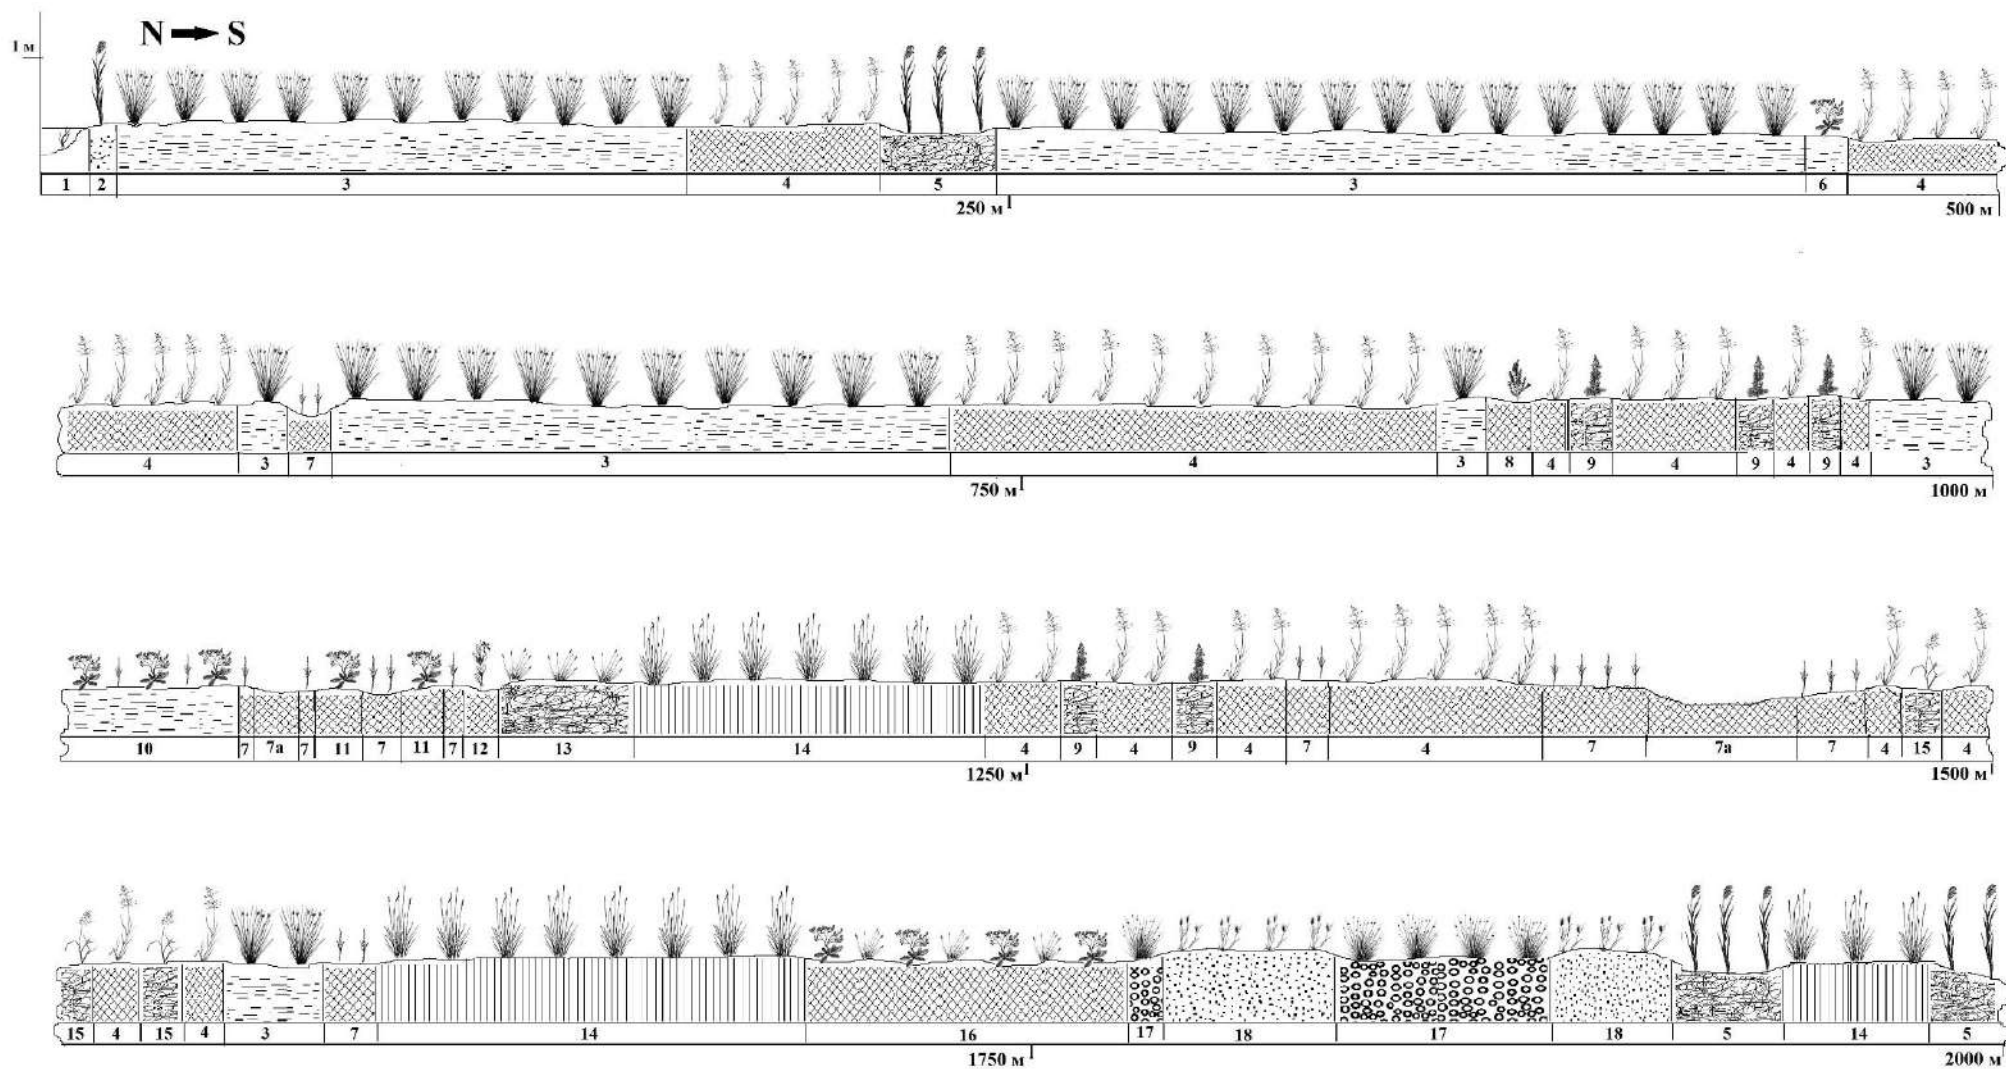 N S
1 м
1 2 3 4 5 3 6 4
250 м 500 м
4 3 7 3 4 3 8 4 9 4 9 4 9 4 3
750 м 1000 м
10 7 7a 7 11 7 11 7 12 13 14 4 9 4 9 4 7 4 7 7a 7 4 15 4
1250 м 1500 м
15 4 15 4 3 7 14 16 17 18 17 18 5 14 5
1750 м 2000 м